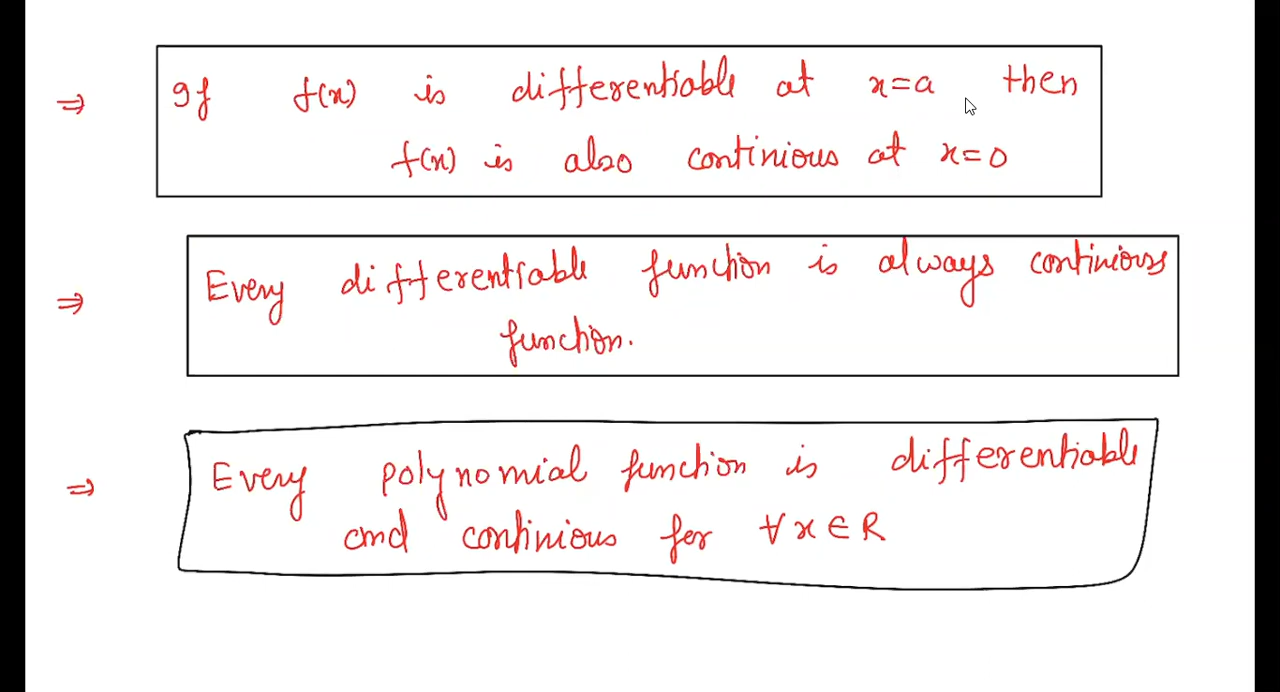 ⇒ If f(x) is differentiable at x=a then
f(x) is also continious at x=0
⇒ Every differentiable function is always continious
function.
⇒ Every polynomial function is differentiable
and continious for ∀ x ∈ R